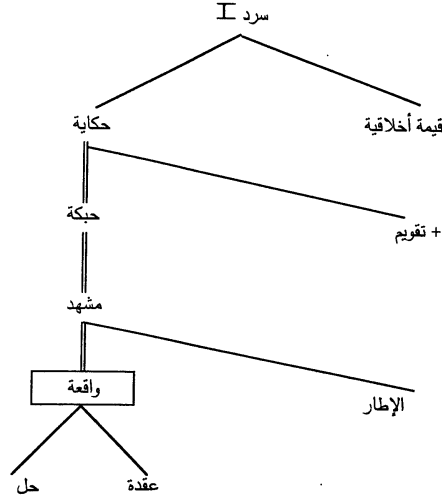 سرد I
قيمة أخلاقية
حكاية
حبكة
+ تقويم
مشهد
واقعة
الإطار
عقدة
حل